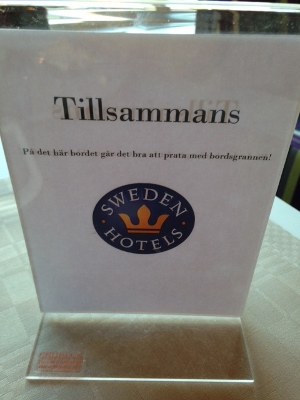 Tillsammans
På det här bordet går det bra att prata med bordsgrannen!
SWEDEN
HOTELS